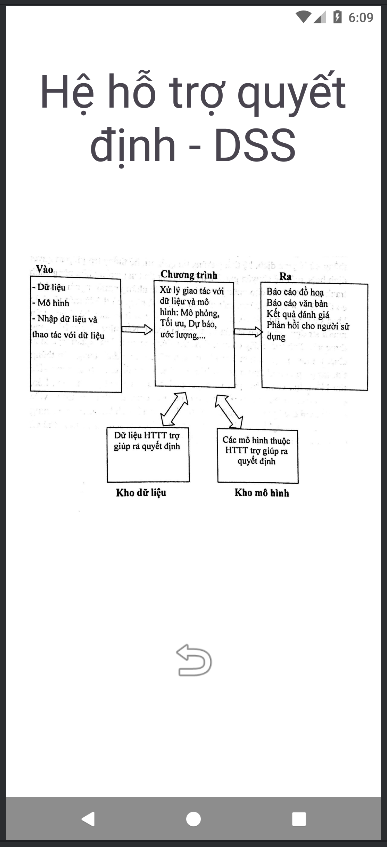 6:09
Hệ hỗ trợ quyết
định - DSS
Vào
- Dữ liệu
- Mô hình
- Nhập dữ liệu và
thao tác với dữ liệu
Chương trình
Xử lý giao tác với
dữ liệu và mô
hình: Mô phỏng,
Tối ưu, Dự báo,
ước lượng,...
Ra
Báo cáo đồ hoạ
Báo cáo văn bản
Kết quả đánh giá
Phản hồi cho người sử
dụng
Dữ liệu HTTT trợ
giúp ra quyết định
Kho dữ liệu
Các mô hình thuộc
HTTT trợ giúp ra
quyết định
Kho mô hình